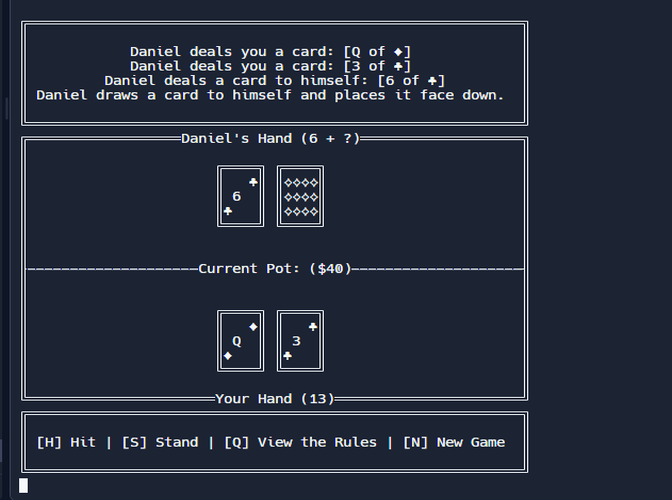 Daniel deals you a card: [Q of ♦]
Daniel deals you a card: [3 of ♣]
Daniel deals a card to himself: [6 of ♣]
Daniel draws a card to himself and places it face down.
Daniel's Hand (6 + ?)
♣
6
♣
◇◇◇◇
◇◇◇◇
◇◇◇◇
Current Pot: ($40)
♦ ♣
Q 3
♦ ♣
Your Hand (13)
[H] Hit | [S] Stand | [Q] View the Rules | [N] New Game